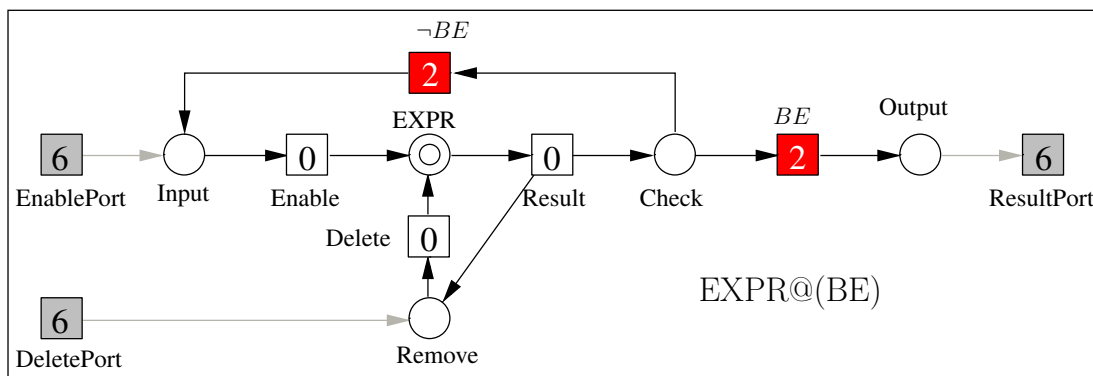 ¬BE
2
EXPR
BE
Output
6
0
0
2
6
EnablePort
Input
Enable
Result
Check
ResultPort
Delete
0
EXPR@(BE)
6
DeletePort
Remove